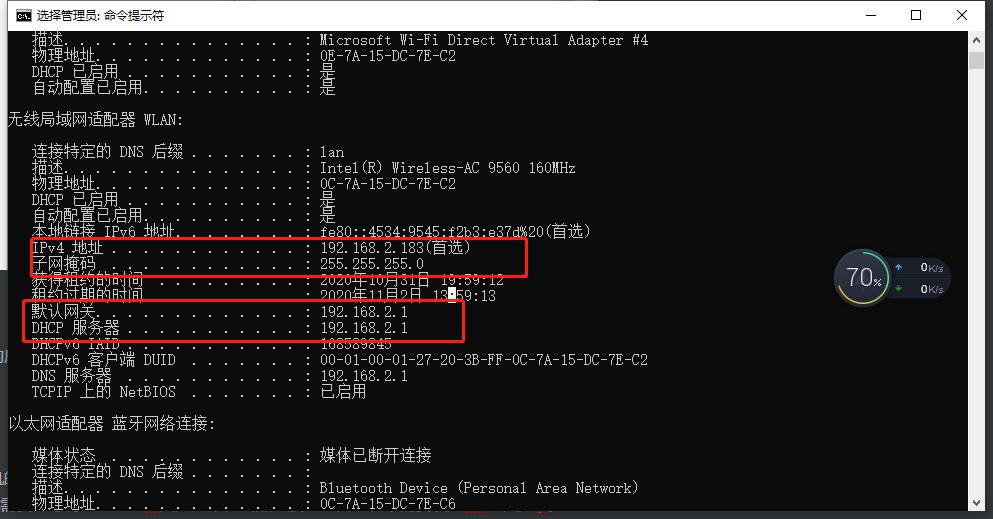 选择管理员: 命令提示符
描述. . . . . . . . . . . . . . . : Microsoft Wi-Fi Direct Virtual Adapter #4
物理地址. . . . . . . . . . . . . : 0E-7A-15-DC-7E-C2
DHCP 已启用 . . . . . . . . . . . : 是
自动配置已启用. . . . . . . . . . : 是
无线局域网适配器 WLAN:
连接特定的 DNS 后缀 . . . . . . . : lan
描述. . . . . . . . . . . . . . . : Intel(R) Wireless-AC 9560 160MHz
物理地址. . . . . . . . . . . . . : 0C-7A-15-DC-7E-C2
DHCP 已启用 . . . . . . . . . . . : 是
自动配置已启用. . . . . . . . . . : 是
本地链接 IPv6 地址. . . . . . . . : fe80::4534:9545:f2b3:e37d%20(首选)
IPv4 地址 . . . . . . . . . . . . : 192.168.2.183(首选)
子网掩码 . . . . . . . . . . . . : 255.255.255.0
获得租约的时间 . . . . . . . . . : 2020年10月31日 19:59:12
租约过期的时间 . . . . . . . . . : 2020年11月2日 13:59:13
默认网关. . . . . . . . . . . . . : 192.168.2.1
DHCP 服务器 . . . . . . . . . . . : 192.168.2.1
DHCPv6 IAID . . . . . . . . . . . : 168589845
DHCPv6 客户端 DUID . . . . . . . : 00-01-00-01-27-20-3B-FF-0C-7A-15-DC-7E-C2
DNS 服务器 . . . . . . . . . . . : 192.168.2.1
TCPIP 上的 NetBIOS . . . . . . . : 已启用
以太网适配器 蓝牙网络连接:
媒体状态 . . . . . . . . . . . . : 媒体已断开连接
连接特定的 DNS 后缀 . . . . . . . :
描述. . . . . . . . . . . . . . . : Bluetooth Device (Personal Area Network)
物理地址. . . . . . . . . . . . . : 0C-7A-15-DC-7E-C6
70%
0K/s
0K/s